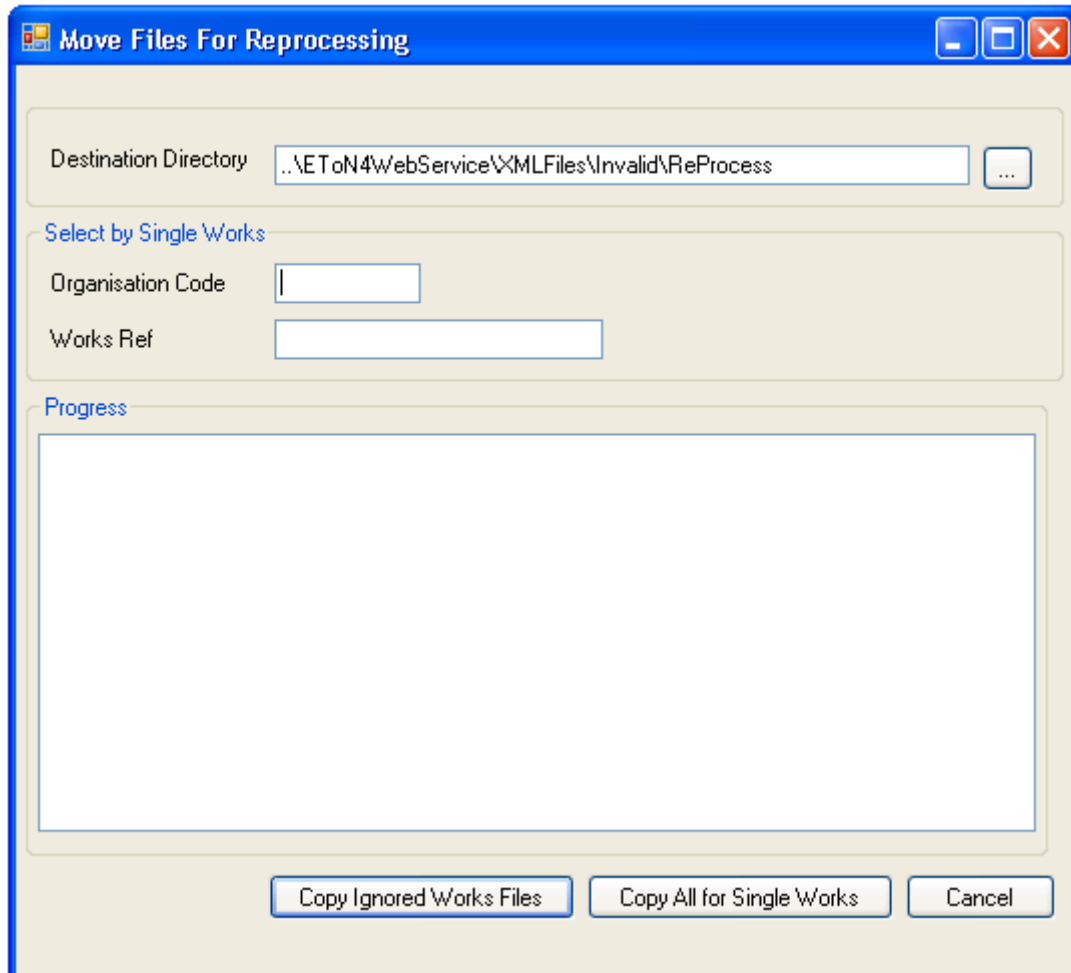 Move Files For Reprocessing
Destination Directory ..\EToN4WebService\XMLFiles\Invalid\ReProcess ...
Select by Single Works
Organisation Code
Works Ref
Progress
Copy Ignored Works Files Copy All for Single Works Cancel